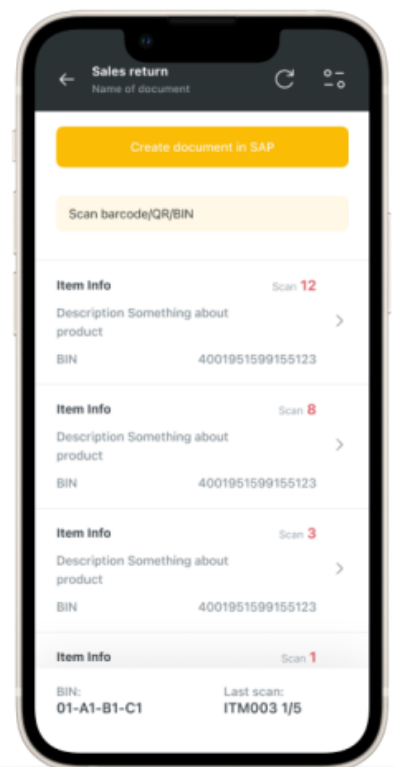 Sales return
Name of document
Create document in SAP
Scan barcode/QR/BIN
Item Info Scan 12
Description Something about
product
BIN 4001951599155123
Item Info Scan 8
Description Something about
product
BIN 4001951599155123
Item Info Scan 3
Description Something about
product
BIN 4001951599155123
Item Info Scan 1
BIN: Last scan:
01-A1-B1-C1 ITM003 1/5